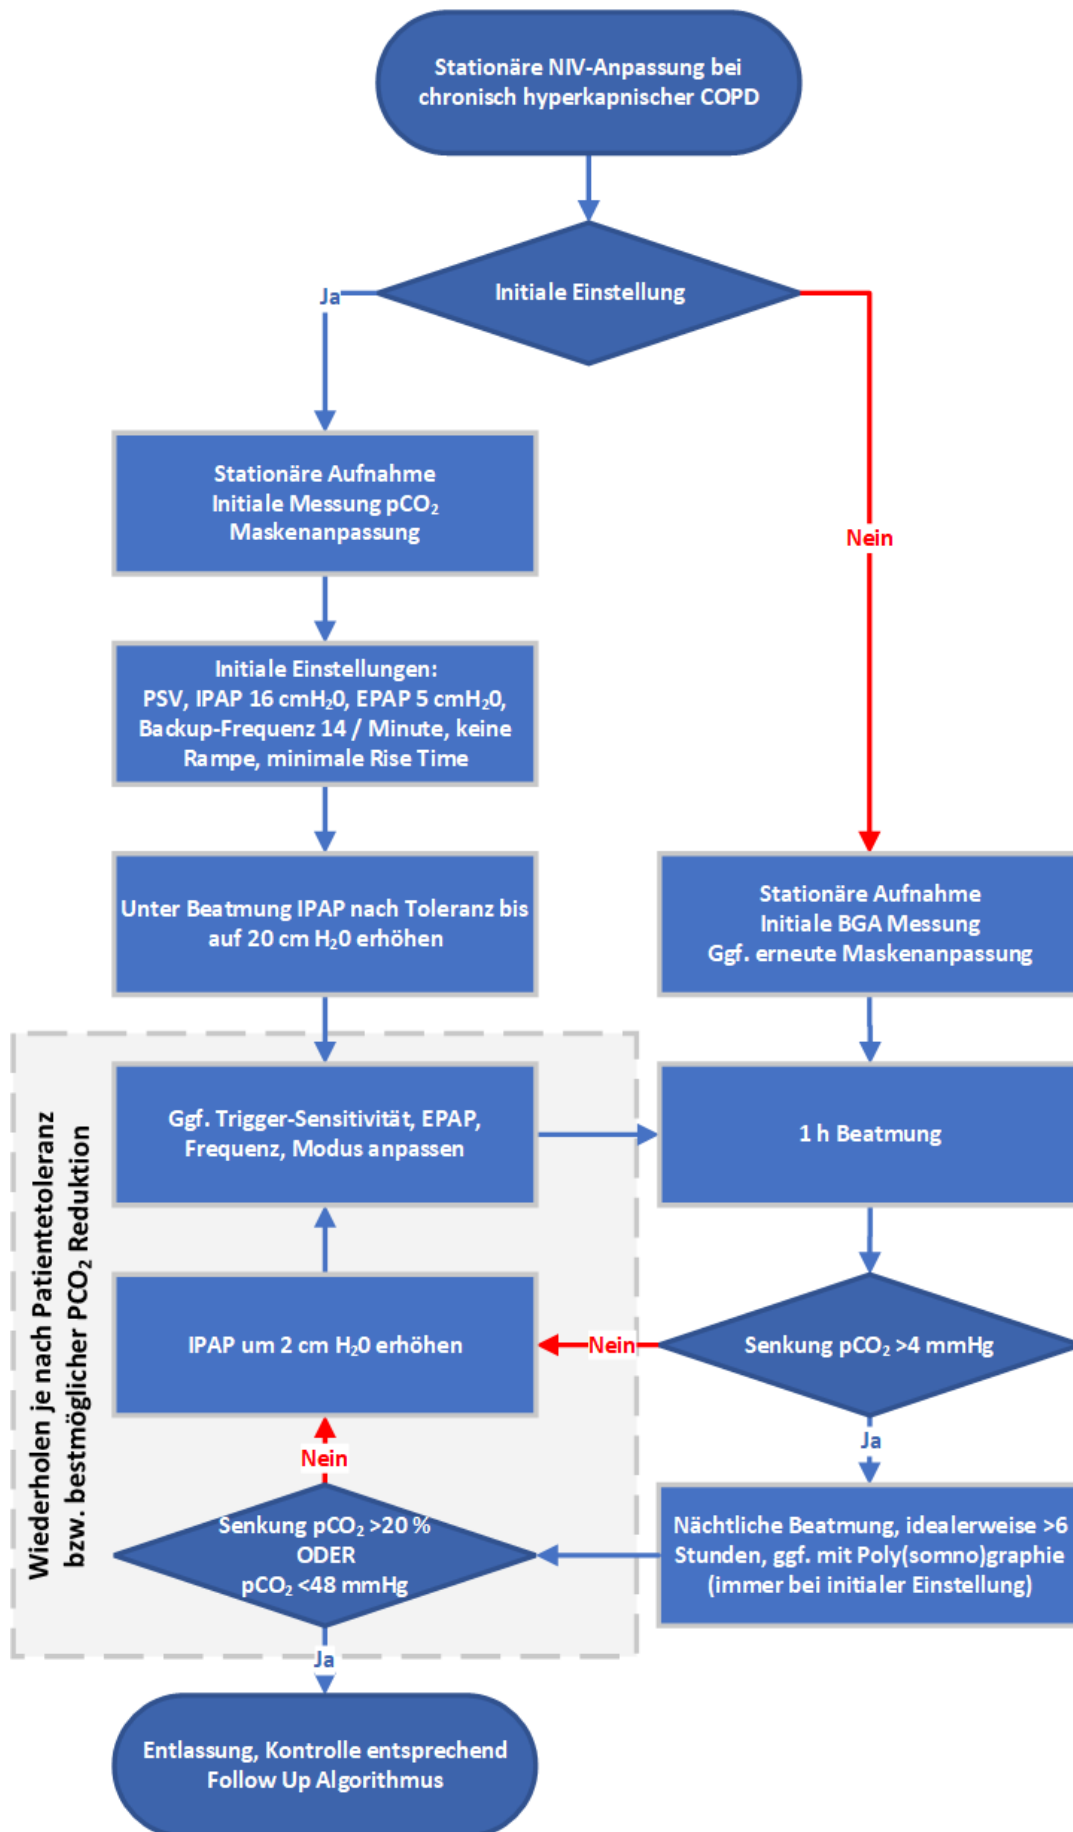 Stationäre NIV-Anpassung bei
chronisch hyperkapnischer COPD
Initiale Einstellung
Ja
Nein
Stationäre Aufnahme
Initiale Messung pCO₂
Maskenanpassung
Initiale Einstellungen:
PSV, IPAP 16 cmH₂0, EPAP 5 cmH₂0,
Backup-Frequenz 14 / Minute, keine
Rampe, minimale Rise Time
Unter Beatmung IPAP nach Toleranz bis
auf 20 cm H₂0 erhöhen
Stationäre Aufnahme
Initiale BGA Messung
Ggf. erneute Maskenanpassung
Wiederholen je nach Patientetoleranz
bzw. bestmöglicher PCO₂ Reduktion
Ggf. Trigger-Sensitivität, EPAP,
Frequenz, Modus anpassen
1 h Beatmung
IPAP um 2 cm H₂0 erhöhen
Nein
Senkung pCO₂ >4 mmHg
Ja
Nein
Senkung pCO₂ >20 %
ODER
pCO₂ <48 mmHg
Nächtliche Beatmung, idealerweise >6
Stunden, ggf. mit Poly(somno)graphie
(immer bei initialer Einstellung)
Ja
Entlassung, Kontrolle entsprechend
Follow Up Algorithmus